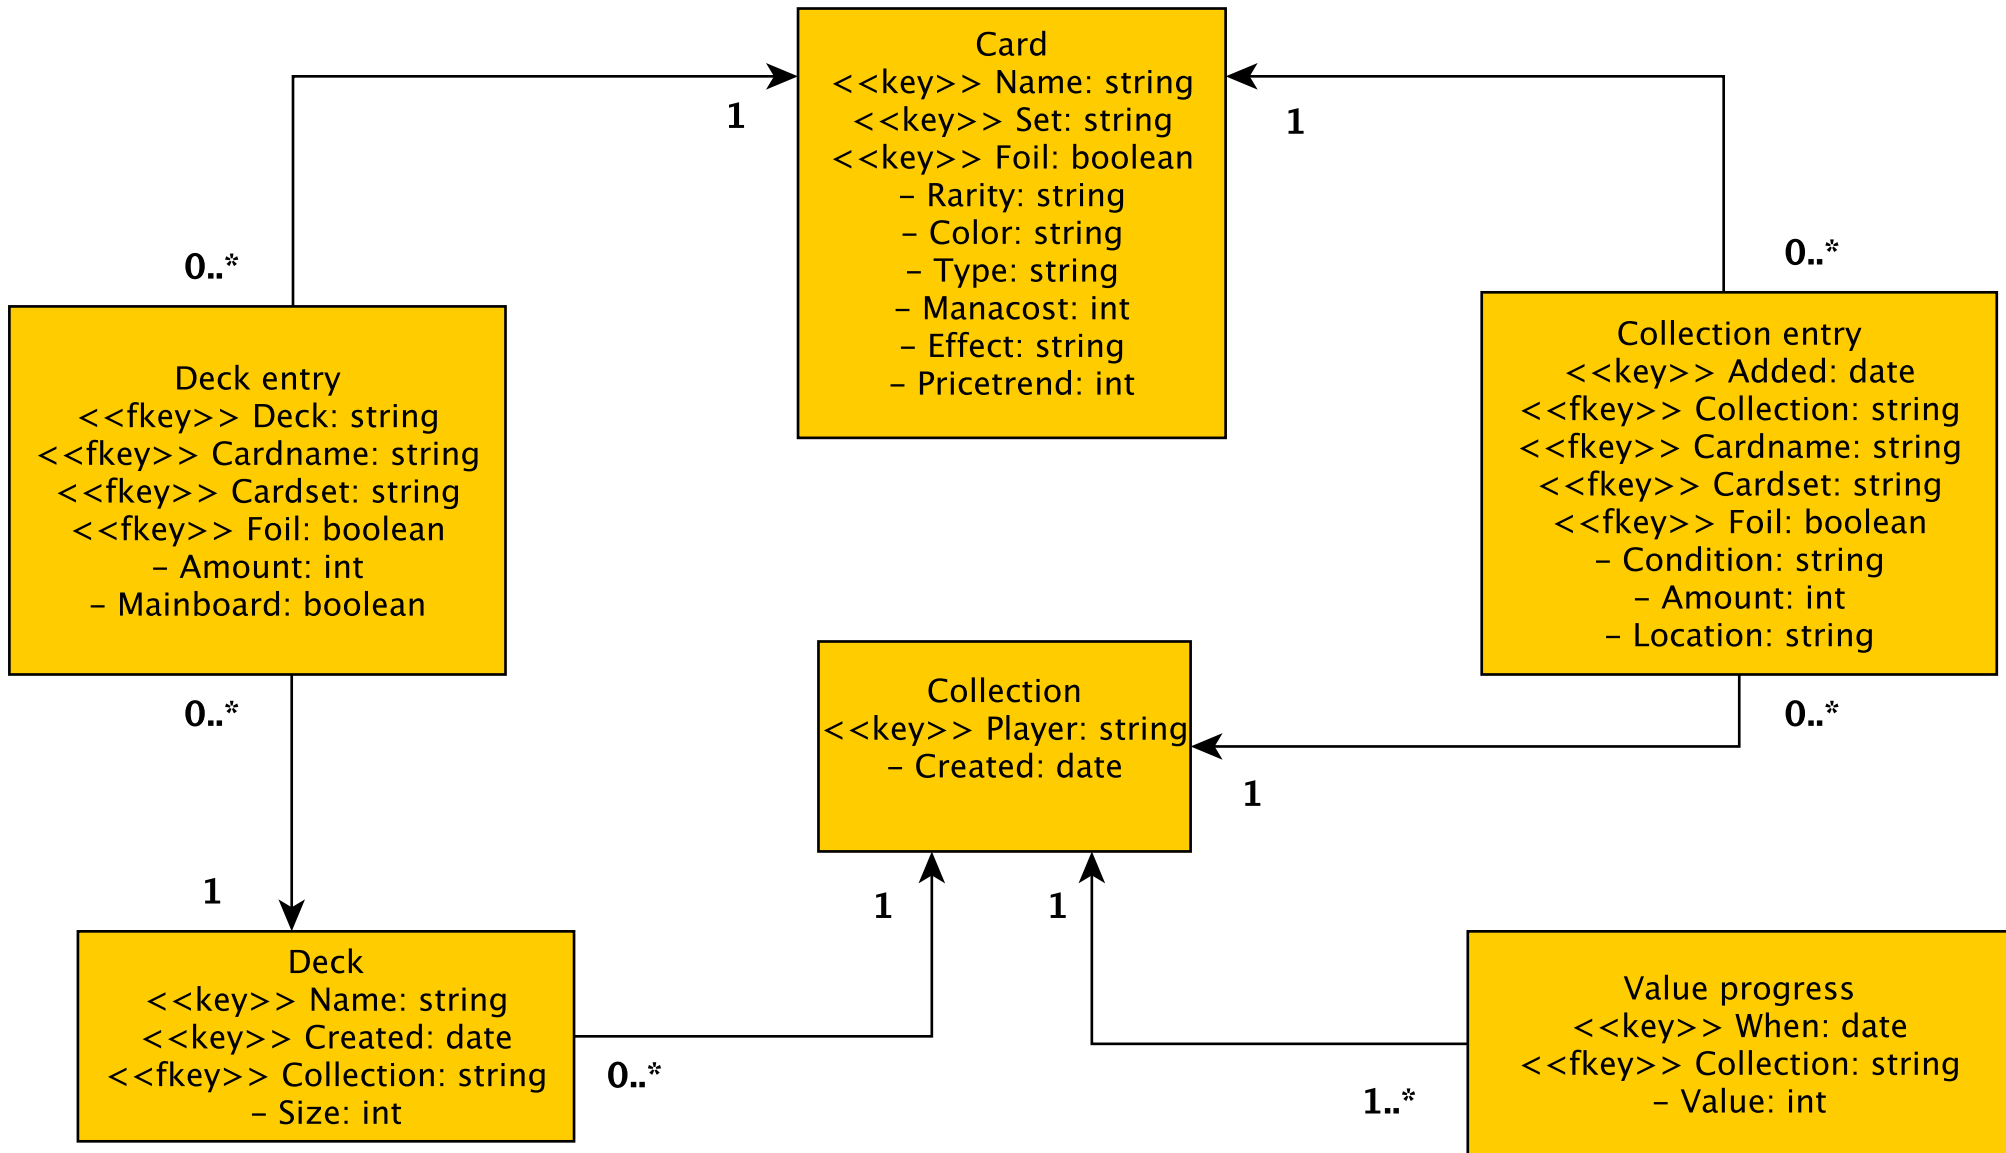 Card
<<key>> Name: string
<<key>> Set: string
<<key>> Foil: boolean
– Rarity: string
– Color: string
– Type: string
– Manacost: int
– Effect: string
– Pricetrend: int
1
1
0..*
0..*
Deck entry
<<fkey>> Deck: string
<<fkey>> Cardname: string
<<fkey>> Cardset: string
<<fkey>> Foil: boolean
– Amount: int
– Mainboard: boolean
Collection entry
<<key>> Added: date
<<fkey>> Collection: string
<<fkey>> Cardname: string
<<fkey>> Cardset: string
<<fkey>> Foil: boolean
– Condition: string
– Amount: int
– Location: string
0..*
0..*
Collection
<<key>> Player: string
– Created: date
1
1
1
1
Deck
<<key>> Name: string
<<key>> Created: date
<<fkey>> Collection: string
– Size: int
0..*
1..*
Value progress
<<key>> When: date
<<fkey>> Collection: string
– Value: int